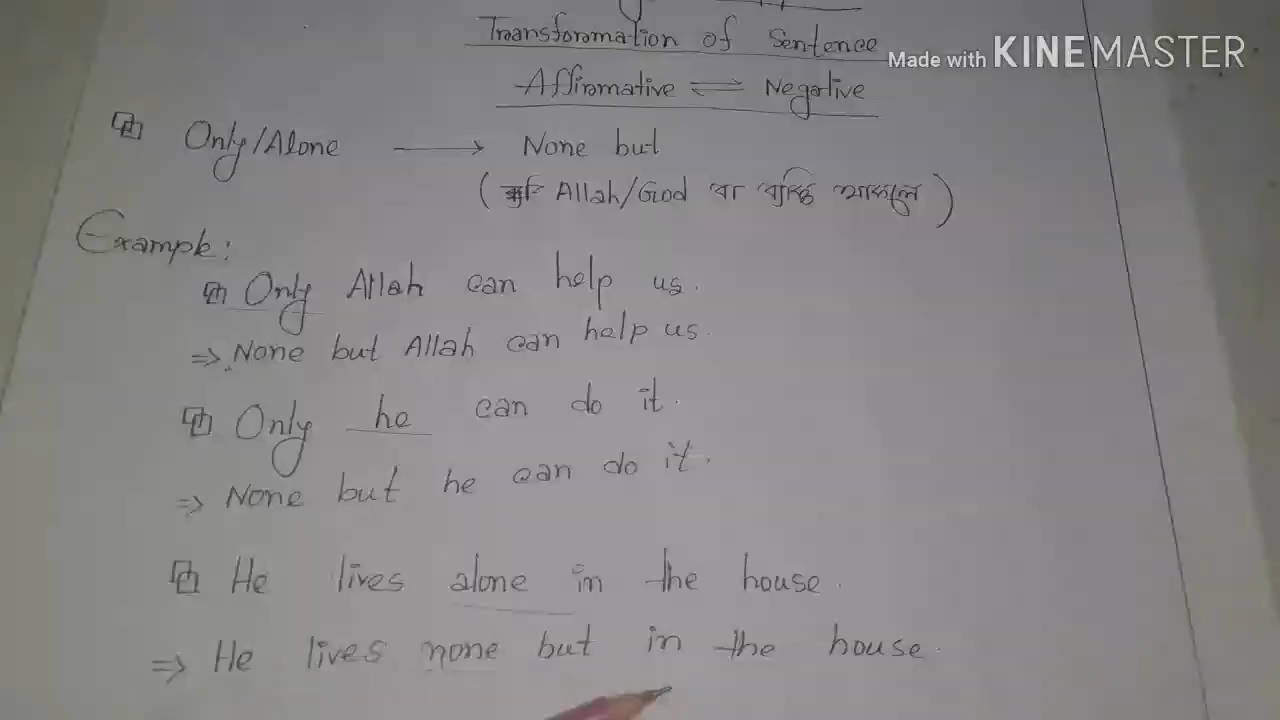 Transformation of Sentence
Made with KINEMASTER
Affirmative ⇌ Negative
Only/Alone → None but
( Allah/God বা ব্যক্তি থাকলে )
Example:
Only Allah can help us.
⇒ None but Allah can help us.
Only he can do it.
⇒ None but he can do it.
He lives alone in the house.
⇒ He lives none but in the house.